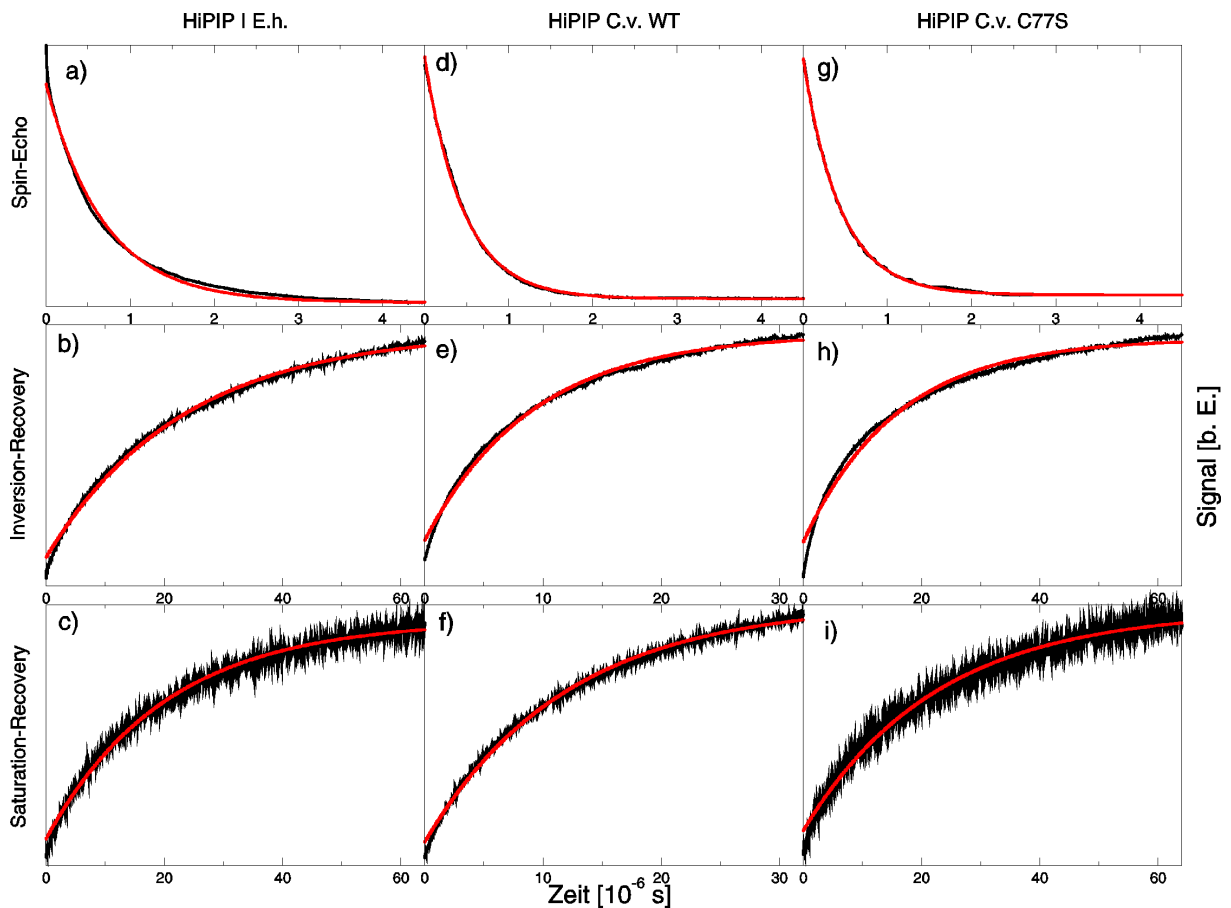 HiPIP I E.h. HiPIP C.v. WT HiPIP C.v. C77S
Spin-Echo
a) d) g)
0 1 2 3 4 0 1 2 3 4 0 1 2 3 4
Inversion-Recovery
b) e) h)
Signal [b. E.]
0 20 40 60 0 10 20 30 0 20 40 60
Saturation-Recovery
c) f) i)
0 20 40 60 0 10 20 30 0 20 40 60
Zeit [10⁻⁶ s]